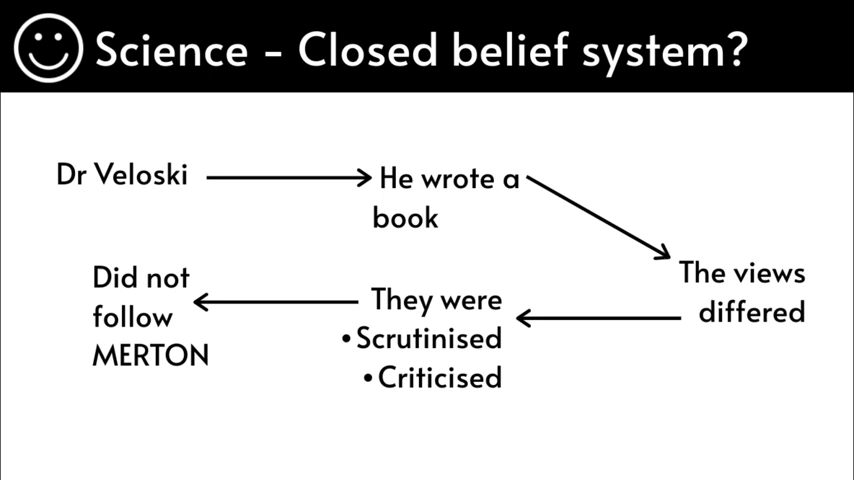 Science - Closed belief system?
Dr Veloski
He wrote a
book
The views
differed
They were
•Scrutinised
•Criticised
Did not
follow
MERTON